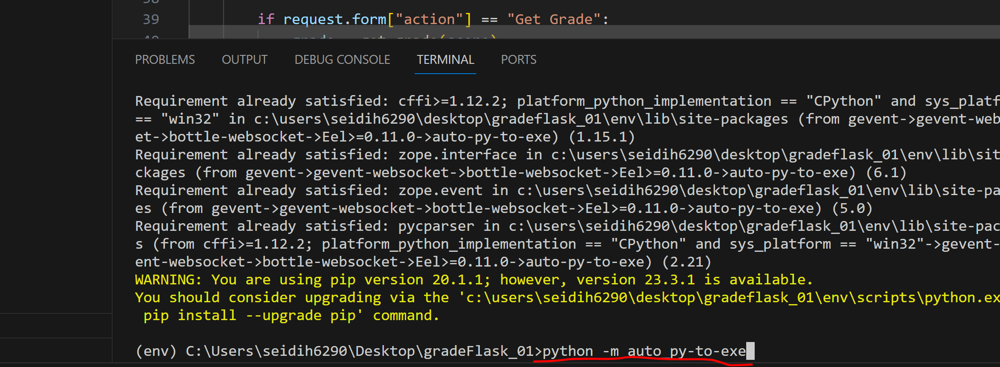 39 if request.form["action"] == "Get Grade":
PROBLEMS OUTPUT DEBUG CONSOLE TERMINAL PORTS
Requirement already satisfied: cffi>=1.12.2; platform_python_implementation == "CPython" and sys_platf
== "win32" in c:\users\seidih6290\desktop\gradeflask_01\env\lib\site-packages (from gevent->gevent-web
et->bottle-websocket->Eel>=0.11.0->auto-py-to-exe) (1.15.1)
Requirement already satisfied: zope.interface in c:\users\seidih6290\desktop\gradeflask_01\env\lib\sit
ckages (from gevent->gevent-websocket->bottle-websocket->Eel>=0.11.0->auto-py-to-exe) (6.1)
Requirement already satisfied: zope.event in c:\users\seidih6290\desktop\gradeflask_01\env\lib\site-pa
es (from gevent->gevent-websocket->bottle-websocket->Eel>=0.11.0->auto-py-to-exe) (5.0)
Requirement already satisfied: pycparser in c:\users\seidih6290\desktop\gradeflask_01\env\lib\site-pac
s (from cffi>=1.12.2; platform_python_implementation == "CPython" and sys_platform == "win32"->gevent-
ent-websocket->bottle-websocket->Eel>=0.11.0->auto-py-to-exe) (2.21)
WARNING: You are using pip version 20.1.1; however, version 23.3.1 is available.
You should consider upgrading via the 'c:\users\seidih6290\desktop\gradeflask_01\env\scripts\python.ex
pip install --upgrade pip' command.
(env) C:\Users\seidih6290\Desktop\gradeFlask_01>python -m auto_py-to-exe